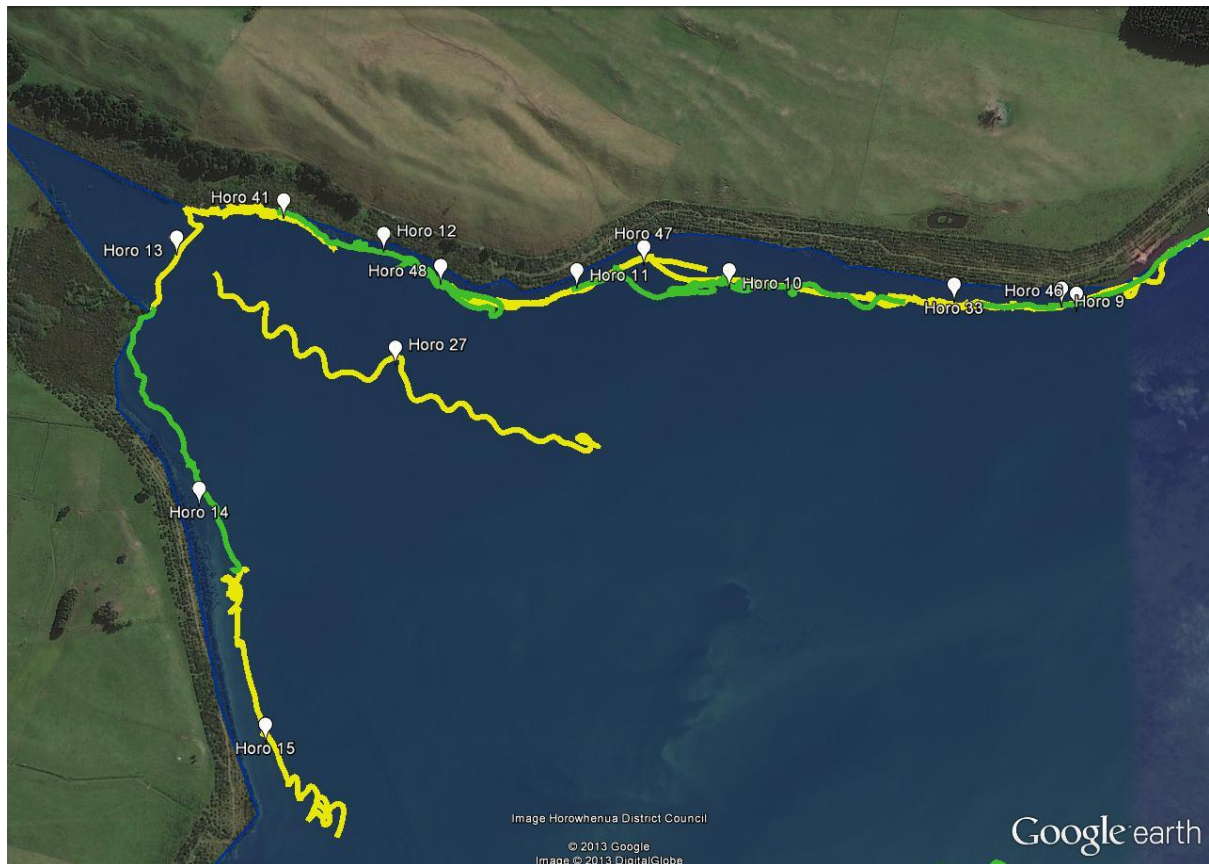 Horo 41
Horo 12
Horo 13
Horo 47
Horo 48
Horo 11
Horo 10
Horo 46
Horo 9
Horo 33
Horo 27
Horo 14
Horo 15
Image Horowhenua District Council
© 2013 Google
Image © 2013 DigitalGlobe
Google earth